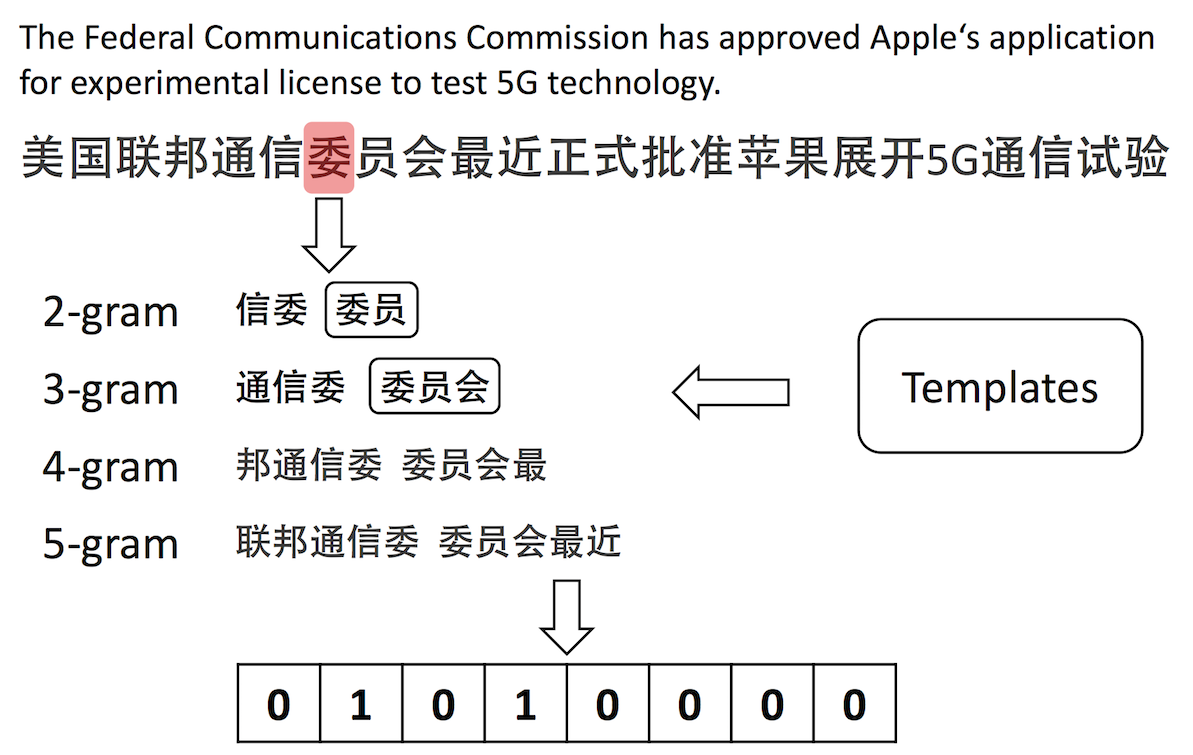 The Federal Communications Commission has approved Apple‘s application
for experimental license to test 5G technology.
美国联邦通信委员会最近正式批准苹果展开5G通信试验
2-gram 信委 委员
3-gram 通信委 委员会
Templates
4-gram 邦通信委 委员会最
5-gram 联邦通信委 委员会最近
0 1 0 1 0 0 0 0